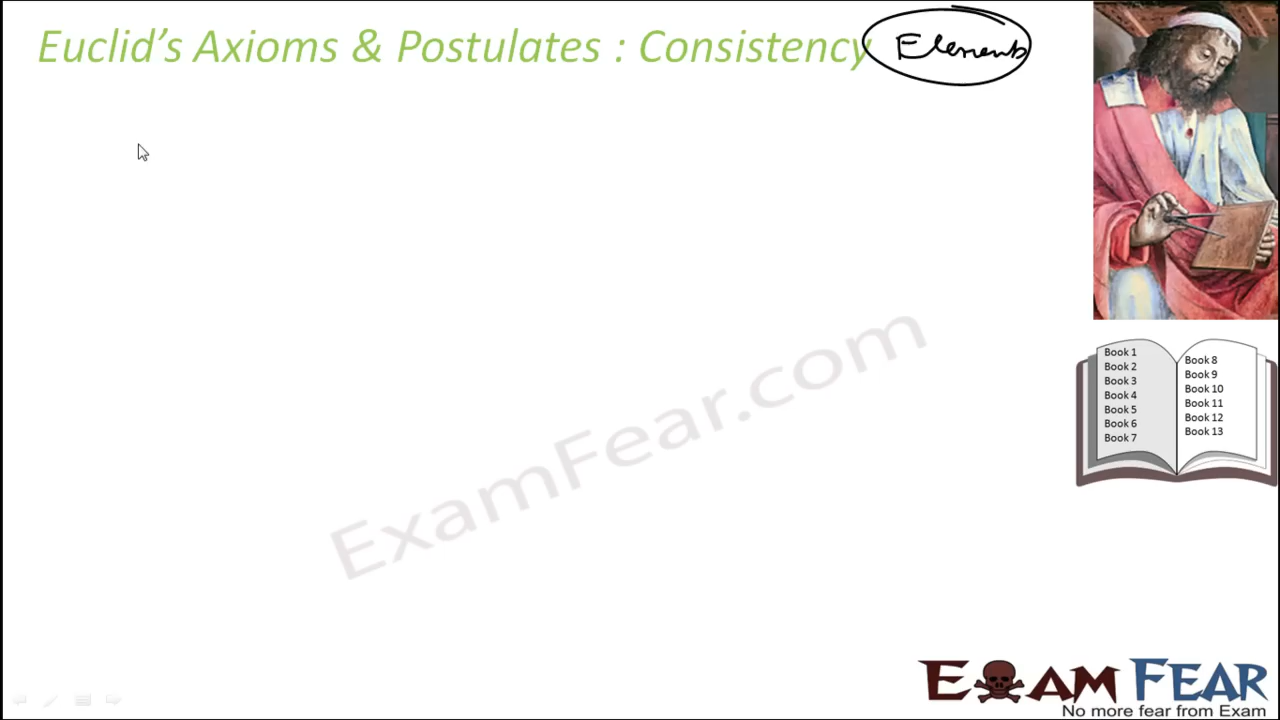 Euclid's Axioms & Postulates : Consistency
Elements
Book 1
Book 2
Book 3
Book 4
Book 5
Book 6
Book 7
Book 8
Book 9
Book 10
Book 11
Book 12
Book 13
ExamFear.com
EXAM FEAR
No more fear from Exam